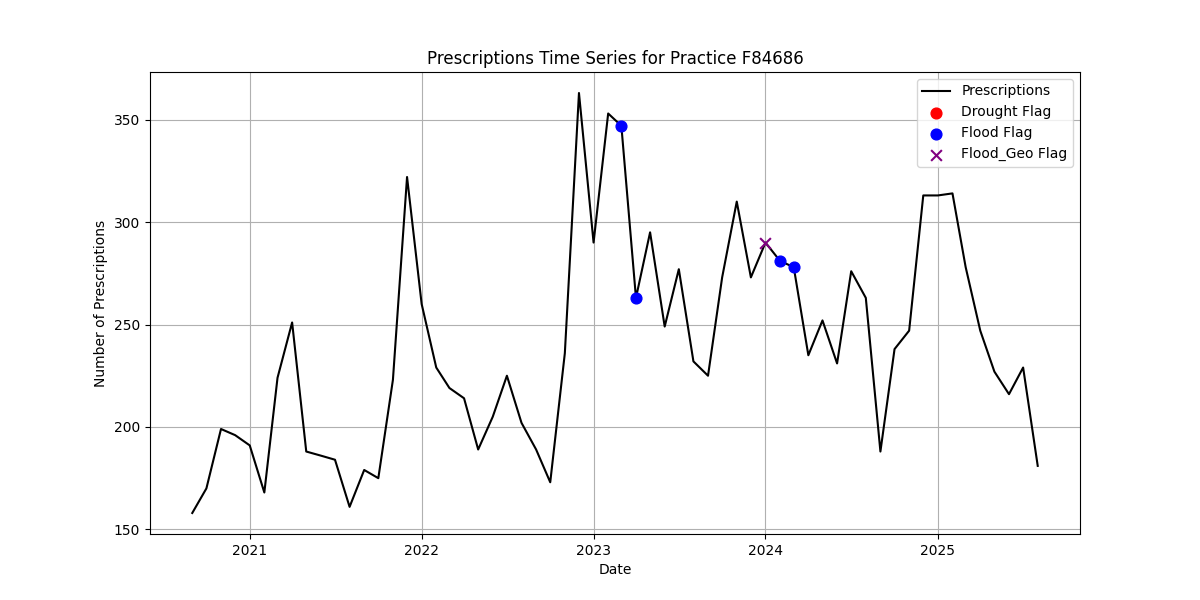 Prescriptions Time Series for Practice F84686
Prescriptions
Drought Flag
Flood Flag
Flood_Geo Flag
Number of Prescriptions
350
300
250
200
150
2021 2022 2023 2024 2025
Date